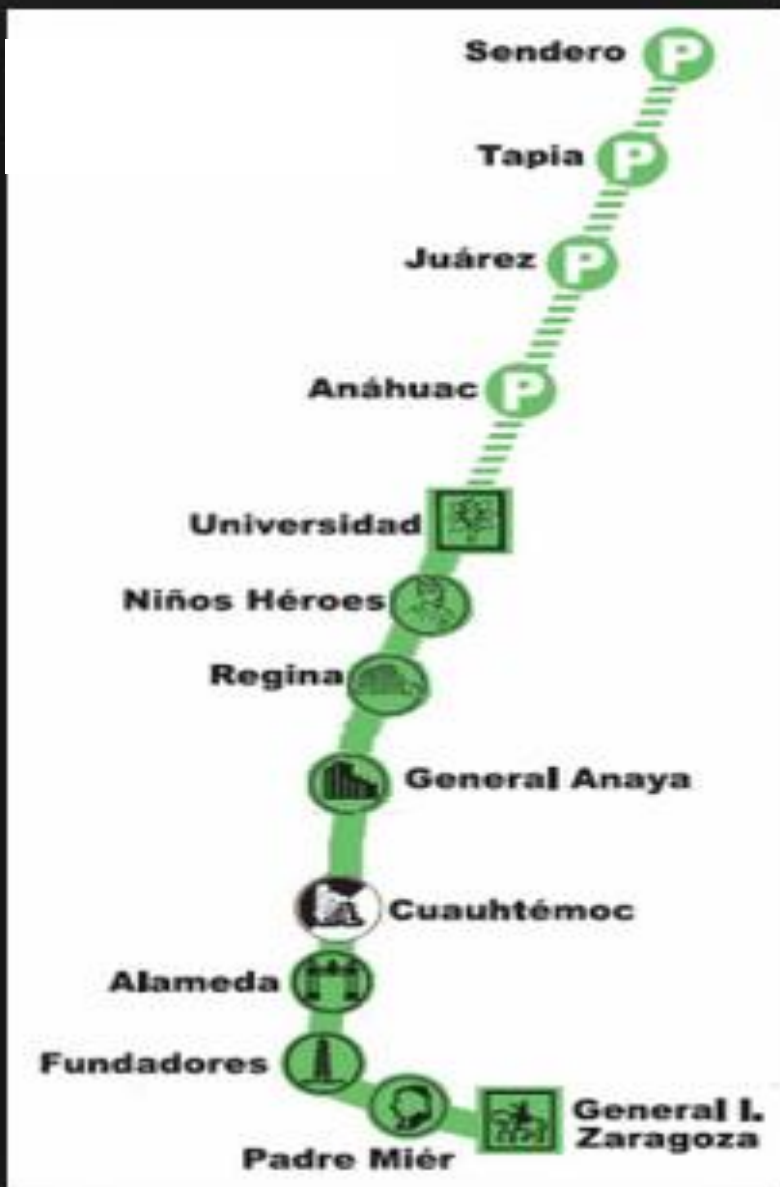 Sendero P
Tapia P
Juárez P
Anáhuac P
Universidad
Niños Héroes
Regina
General Anaya
Cuauhtémoc
Alameda
Fundadores
Padre Miér
General I.
Zaragoza